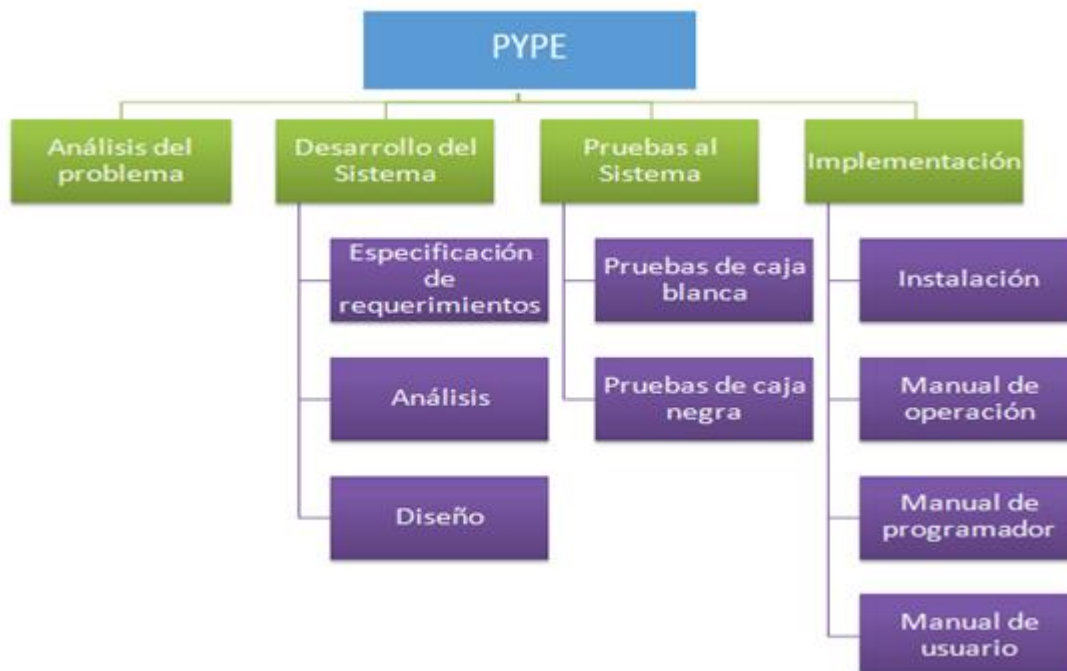 PYPE
Análisis del
problema
Desarrollo del
Sistema
Especificación
de
requerimientos
Análisis
Diseño
Pruebas al
Sistema
Pruebas de caja
blanca
Pruebas de caja
negra
Implementación
Instalación
Manual de
operación
Manual de
programador
Manual de
usuario